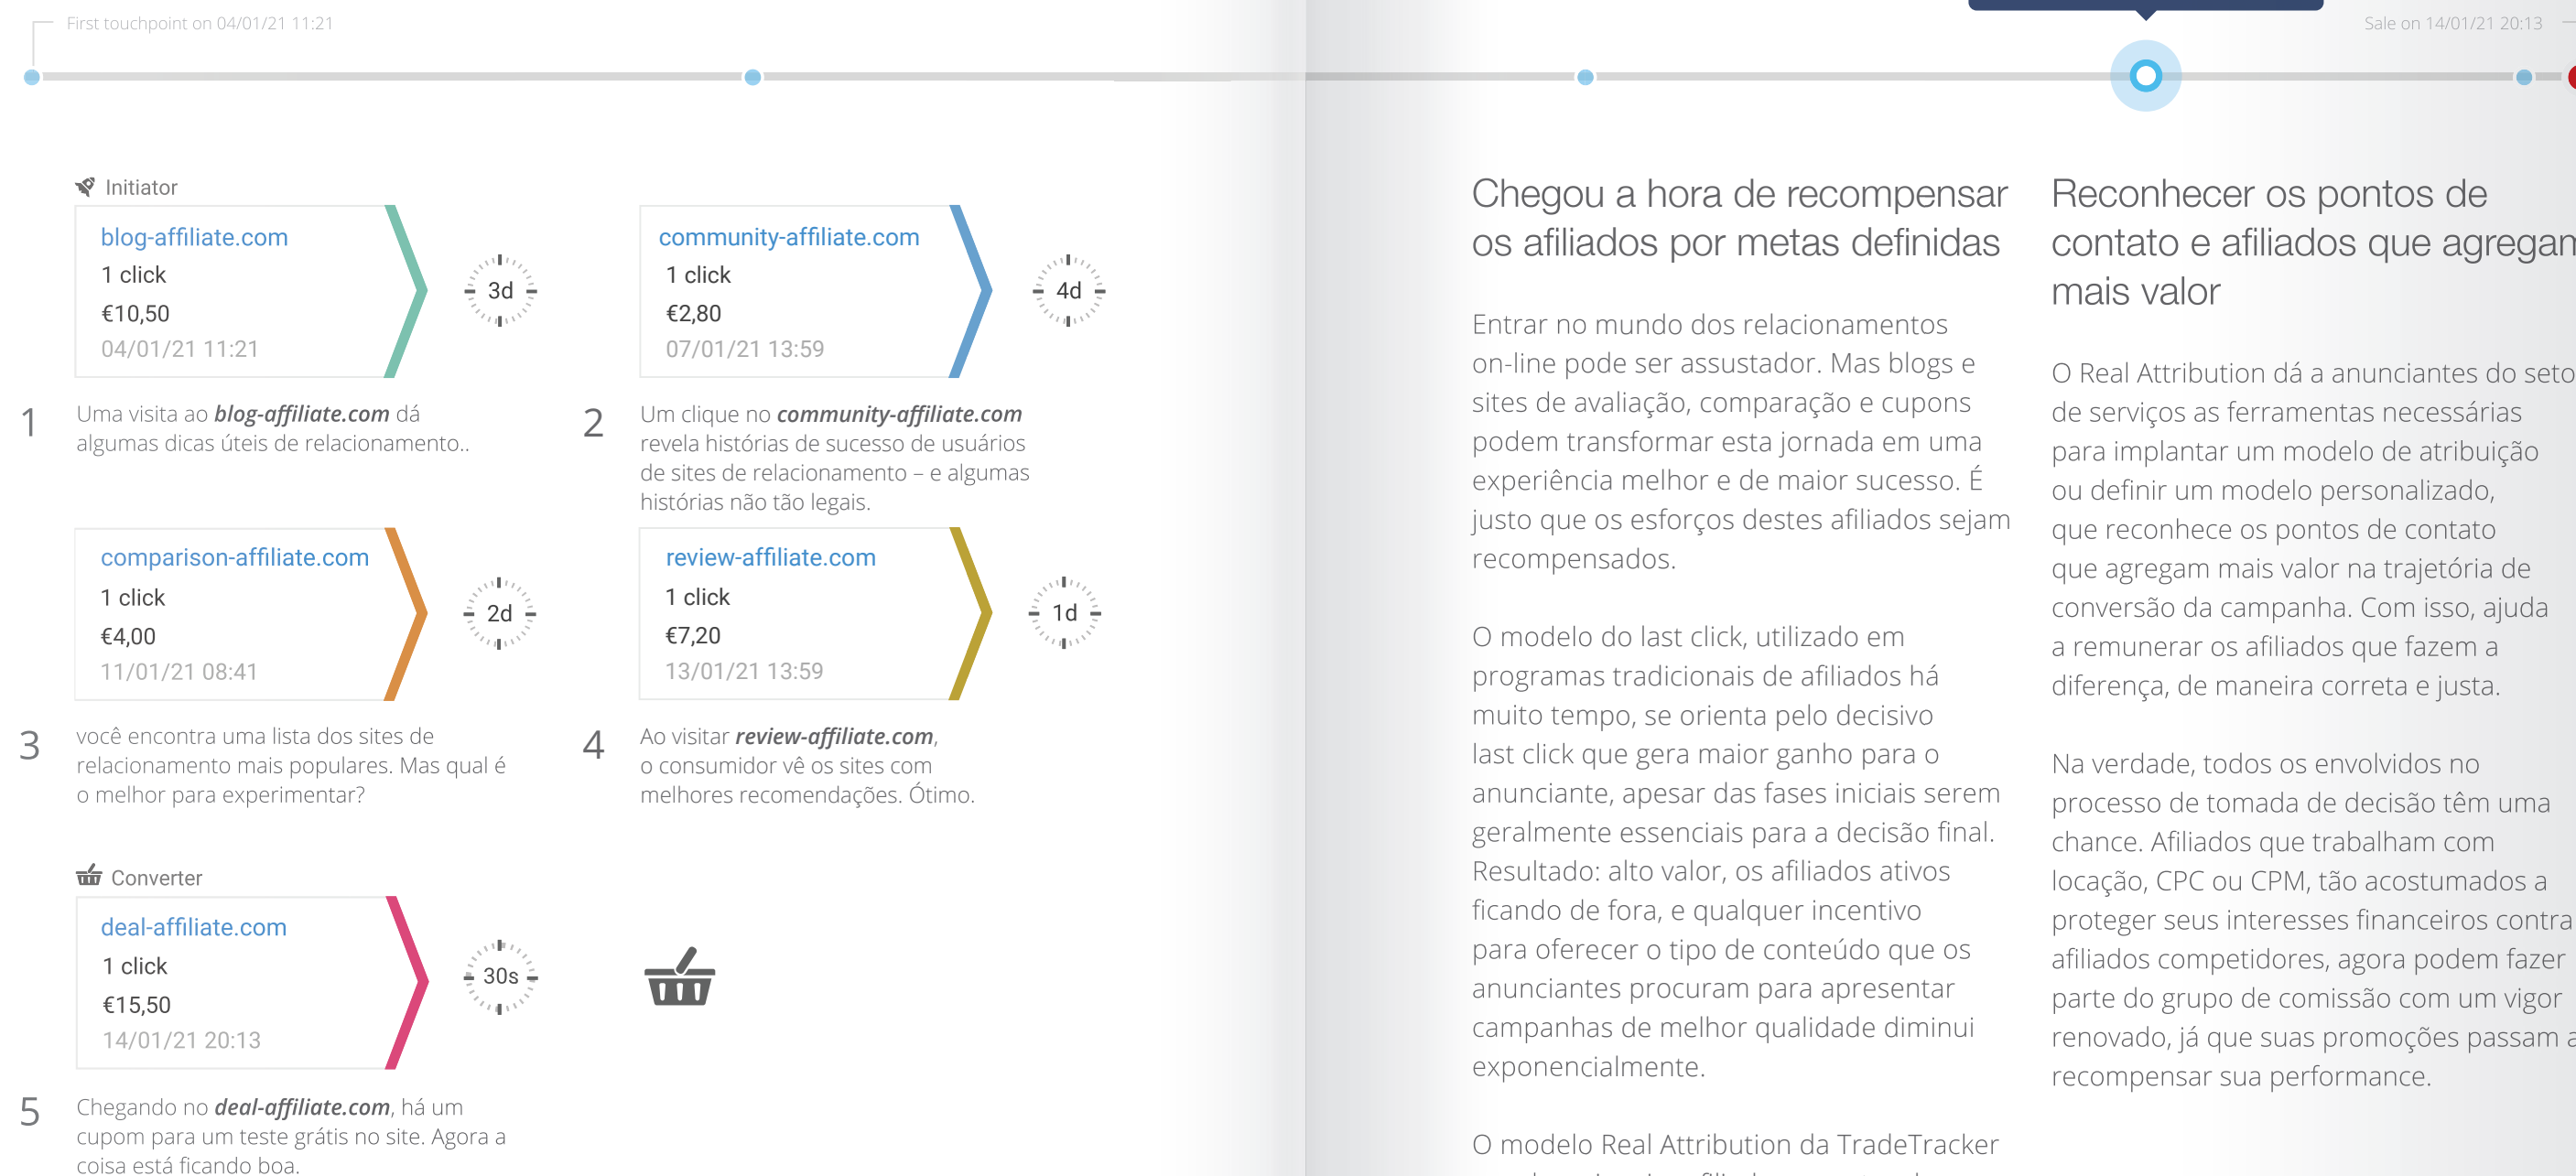 First touchpoint on 04/01/21 11:21
Sale on 14/01/21 20:13
Initiator
blog-affiliate.com
1 click
€10,50
04/01/21 11:21
3d
1
Uma visita ao blog-affiliate.com dá
algumas dicas úteis de relacionamento..
community-affiliate.com
1 click
€2,80
07/01/21 13:59
4d
2
Um clique no community-affiliate.com
revela histórias de sucesso de usuários
de sites de relacionamento – e algumas
histórias não tão legais.
comparison-affiliate.com
1 click
€4,00
11/01/21 08:41
2d
3
você encontra uma lista dos sites de
relacionamento mais populares. Mas qual é
o melhor para experimentar?
review-affiliate.com
1 click
€7,20
13/01/21 13:59
1d
4
Ao visitar review-affiliate.com,
o consumidor vê os sites com
melhores recomendações. Ótimo.
Converter
deal-affiliate.com
1 click
€15,50
14/01/21 20:13
30s
5
Chegando no deal-affiliate.com, há um
cupom para um teste grátis no site. Agora a
coisa está ficando boa.
Chegou a hora de recompensar
os afiliados por metas definidas
Entrar no mundo dos relacionamentos
on-line pode ser assustador. Mas blogs e
sites de avaliação, comparação e cupons
podem transformar esta jornada em uma
experiência melhor e de maior sucesso. É
justo que os esforços destes afiliados sejam
recompensados.
O modelo do last click, utilizado em
programas tradicionais de afiliados há
muito tempo, se orienta pelo decisivo
last click que gera maior ganho para o
anunciante, apesar das fases iniciais serem
geralmente essenciais para a decisão final.
Resultado: alto valor, os afiliados ativos
ficando de fora, e qualquer incentivo
para oferecer o tipo de conteúdo que os
anunciantes procuram para apresentar
campanhas de melhor qualidade diminui
exponencialmente.
O modelo Real Attribution da TradeTracker
Reconhecer os pontos de
contato e afiliados que agregam
mais valor
O Real Attribution dá a anunciantes do seto
de serviços as ferramentas necessárias
para implantar um modelo de atribuição
ou definir um modelo personalizado,
que reconhece os pontos de contato
que agregam mais valor na trajetória de
conversão da campanha. Com isso, ajuda
a remunerar os afiliados que fazem a
diferença, de maneira correta e justa.
Na verdade, todos os envolvidos no
processo de tomada de decisão têm uma
chance. Afiliados que trabalham com
locação, CPC ou CPM, tão acostumados a
proteger seus interesses financeiros contra
afiliados competidores, agora podem fazer
parte do grupo de comissão com um vigor
renovado, já que suas promoções passam a
recompensar sua performance.